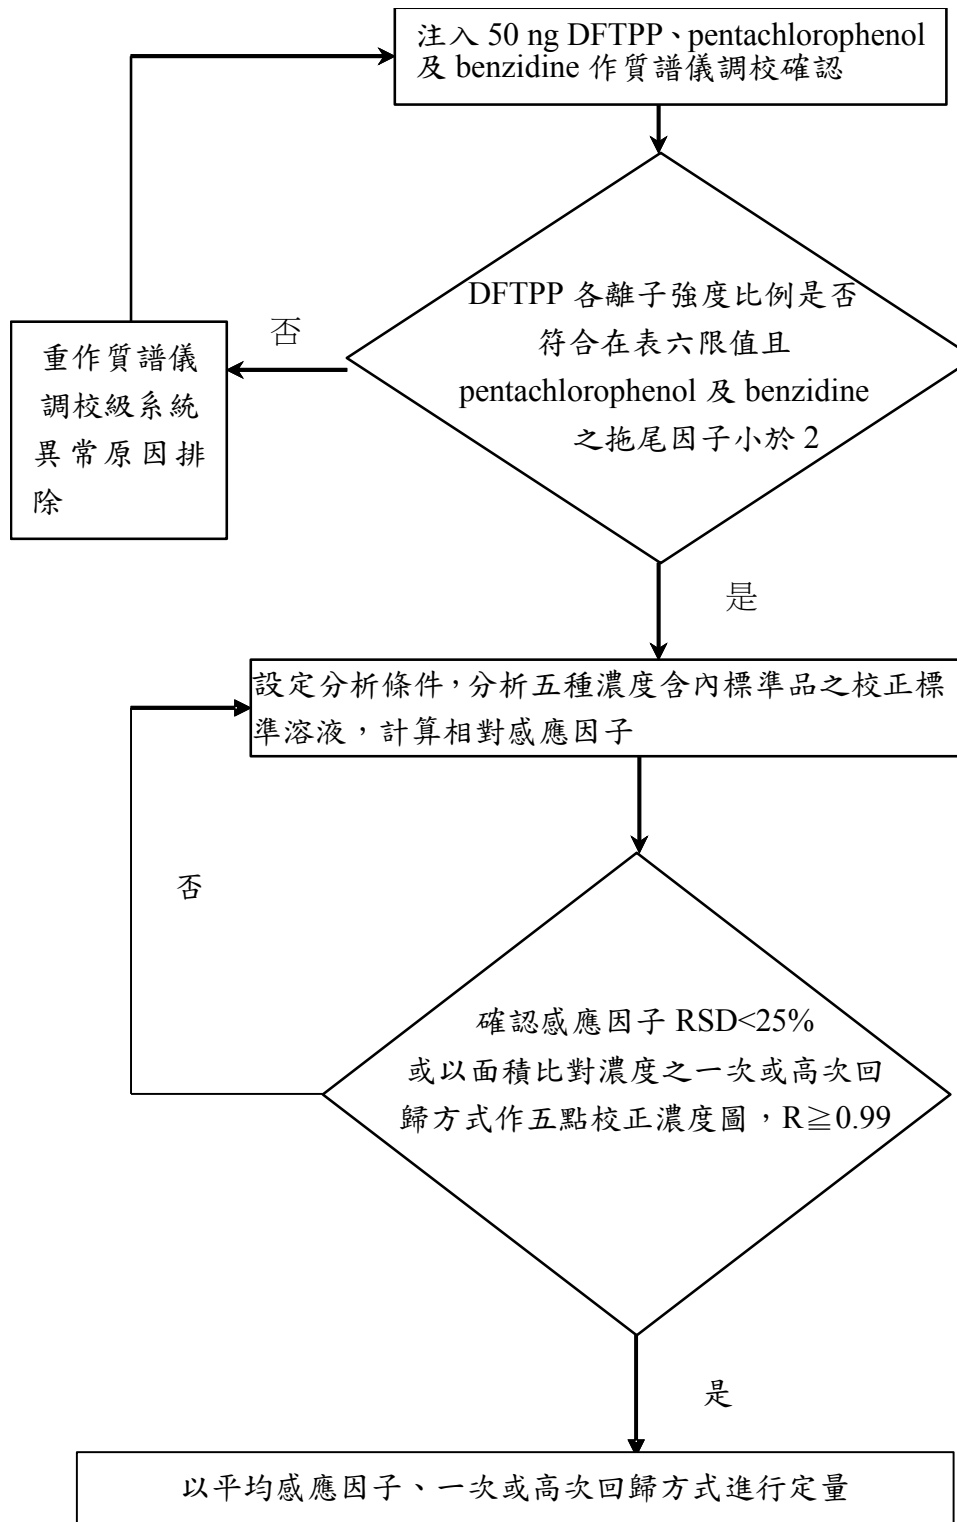 注入 50 ng DFTPP、pentachlorophenol
及 benzidine 作質譜儀調校確認
DFTPP 各離子強度比例是否
符合在表六限值且
pentachlorophenol 及 benzidine
之拖尾因子小於 2
否
重作質譜儀
調校級系統
異常原因排
除
是
設定分析條件，分析五種濃度含內標準品之校正標
準溶液，計算相對感應因子
否
確認感應因子 RSD<25%
或以面積比對濃度之一次或高次回
歸方式作五點校正濃度圖，R≧0.99
是
以平均感應因子、一次或高次回歸方式進行定量